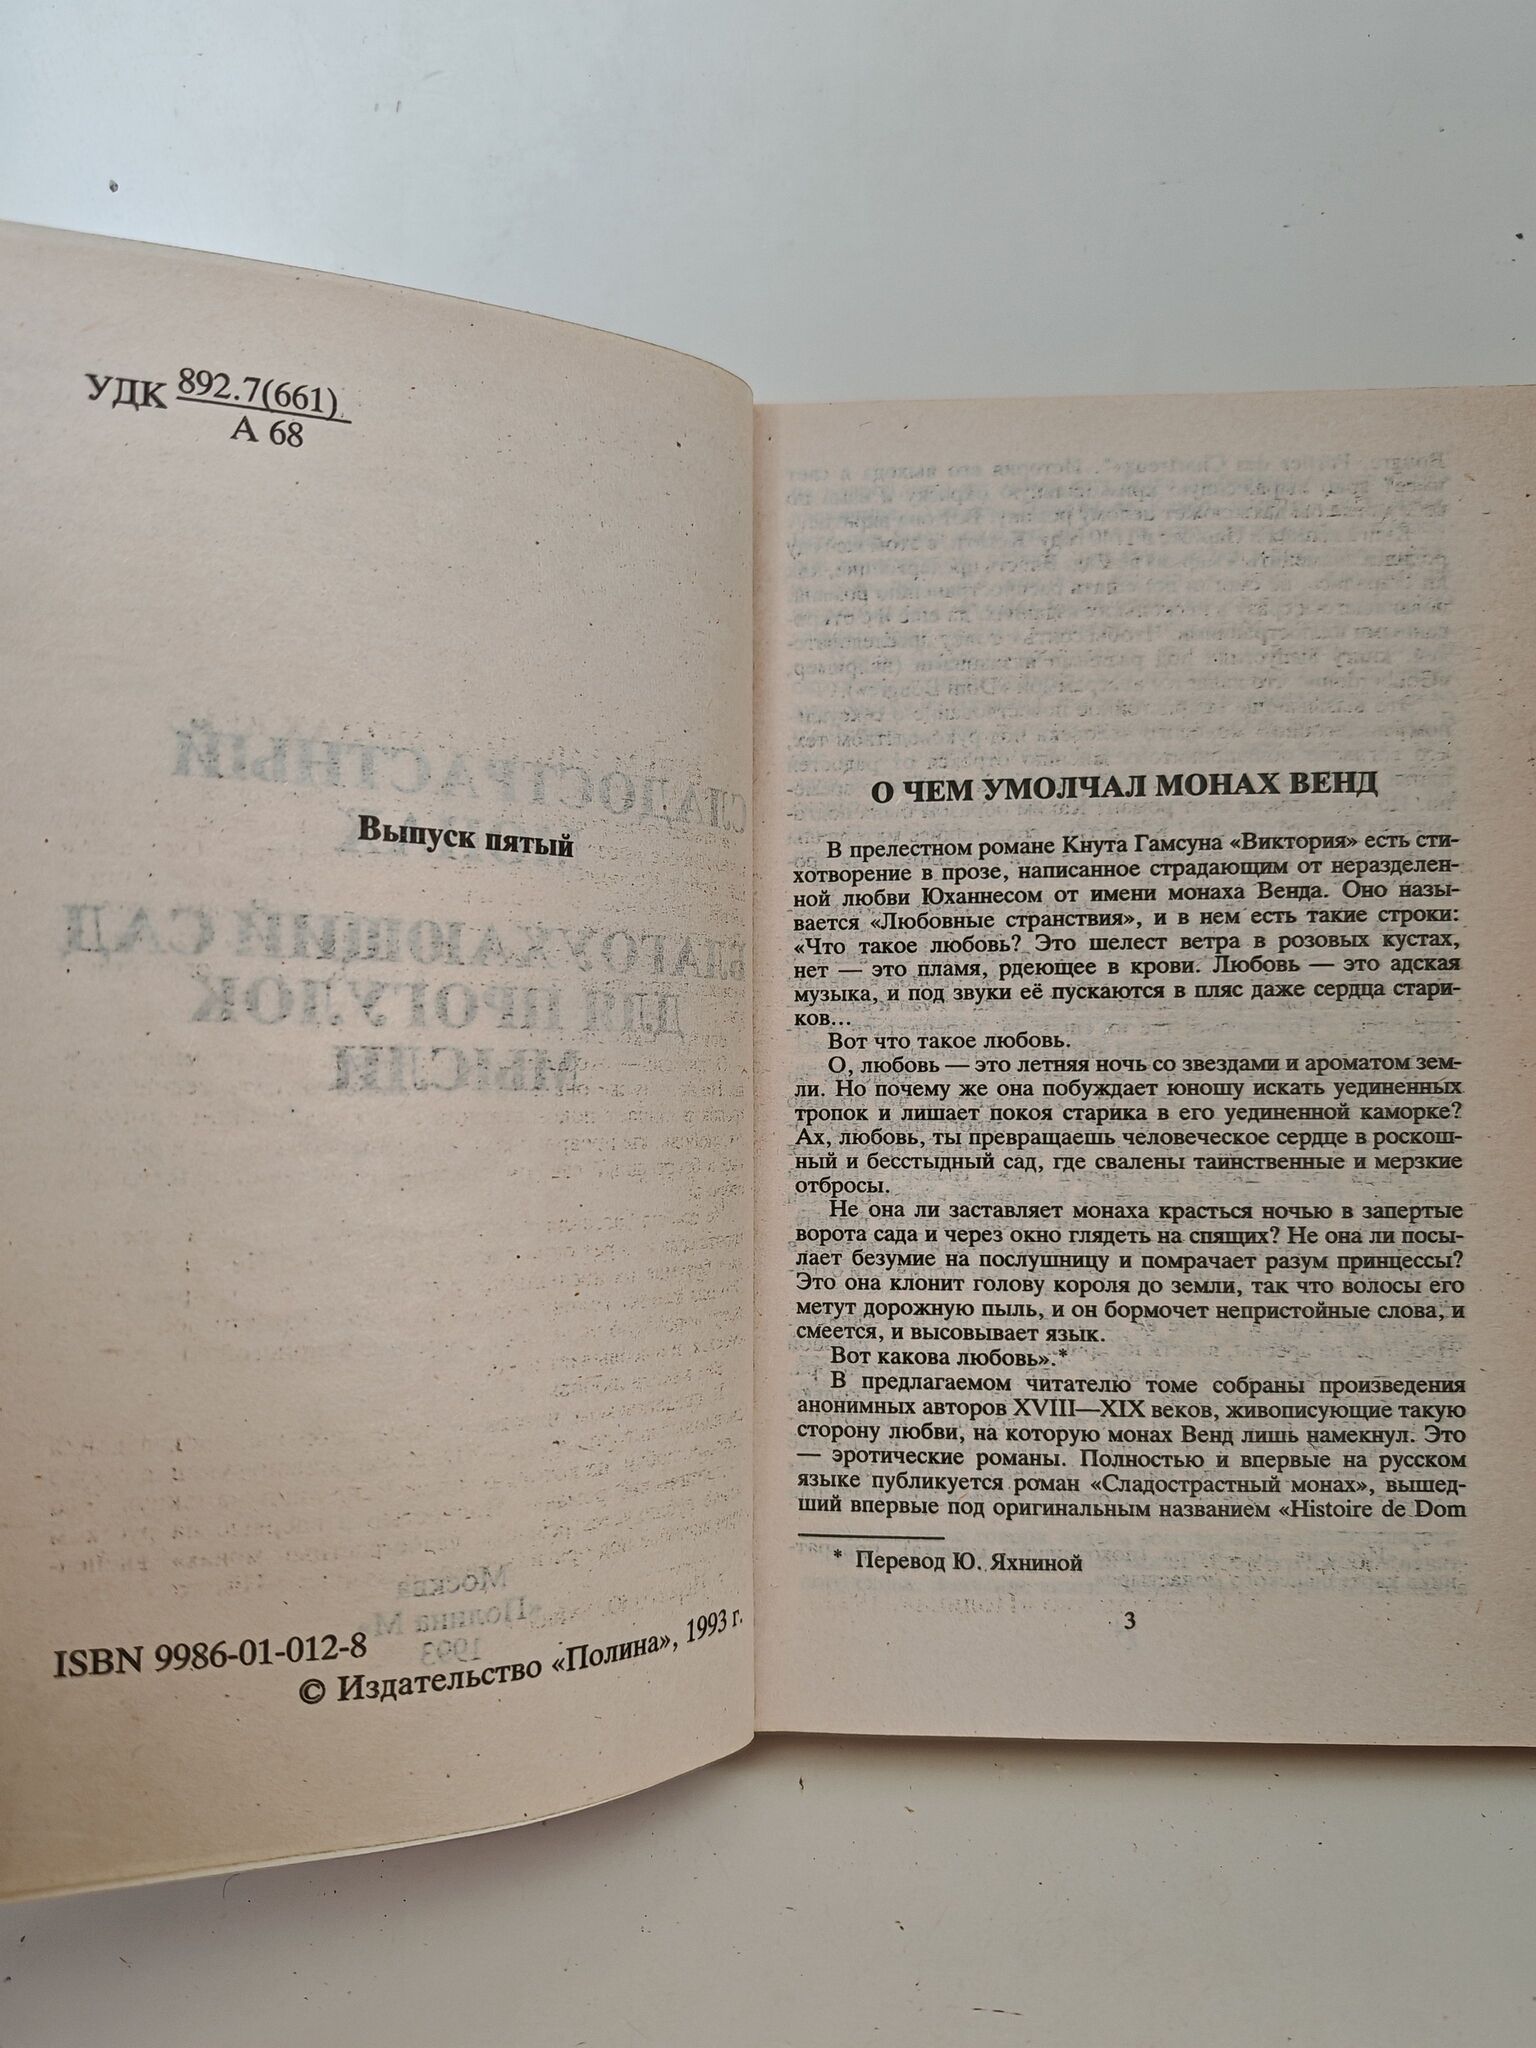 УДК 892.7(661)
А 68
Выпуск пятый
ISBN 9986-01-012-8
© Издательство «Полина», 1993 г.
О ЧЕМ УМОЛЧАЛ МОНАХ ВЕНД
В прелестном романе Кнута Гамсуна «Виктория» есть сти-
хотворение в прозе, написанное страдающим от неразделен-
ной любви Юханнесом от имени монаха Венда. Оно назы-
вается «Любовные странствия», и в нем есть такие строки:
«Что такое любовь? Это шелест ветра в розовых кустах,
нет — это пламя, рдеющее в крови. Любовь — это адская
музыка, и под звуки её пускаются в пляс даже сердца стари-
ков...
Вот что такое любовь.
О, любовь — это летняя ночь со звездами и ароматом зем-
ли. Но почему же она побуждает юношу искать уединенных
тропок и лишает покоя старика в его уединенной каморке?
Ах, любовь, ты превращаешь человеческое сердце в роскош-
ный и бесстыдный сад, где свалены таинственные и мерзкие
отбросы.
Не она ли заставляет монаха красться ночью в запертые
ворота сада и через окно глядеть на спящих? Не она ли посы-
лает безумие на послушницу и помрачает разум принцессы?
Это она клонит голову короля до земли, так что волосы его
метут дорожную пыль, и он бормочет непристойные слова, и
смеется, и высовывает язык.
Вот какова любовь».*
В предлагаемом читателю томе собраны произведения
анонимных авторов XVIII—XIX веков, живописующие такую
сторону любви, на которую монах Венд лишь намекнул. Это
— эротические романы. Полностью и впервые на русском
языке публикуется роман «Сладострастный монах», вышед-
ший впервые под оригинальным названием «Histoire de Dom
* Перевод Ю. Яхниной
3